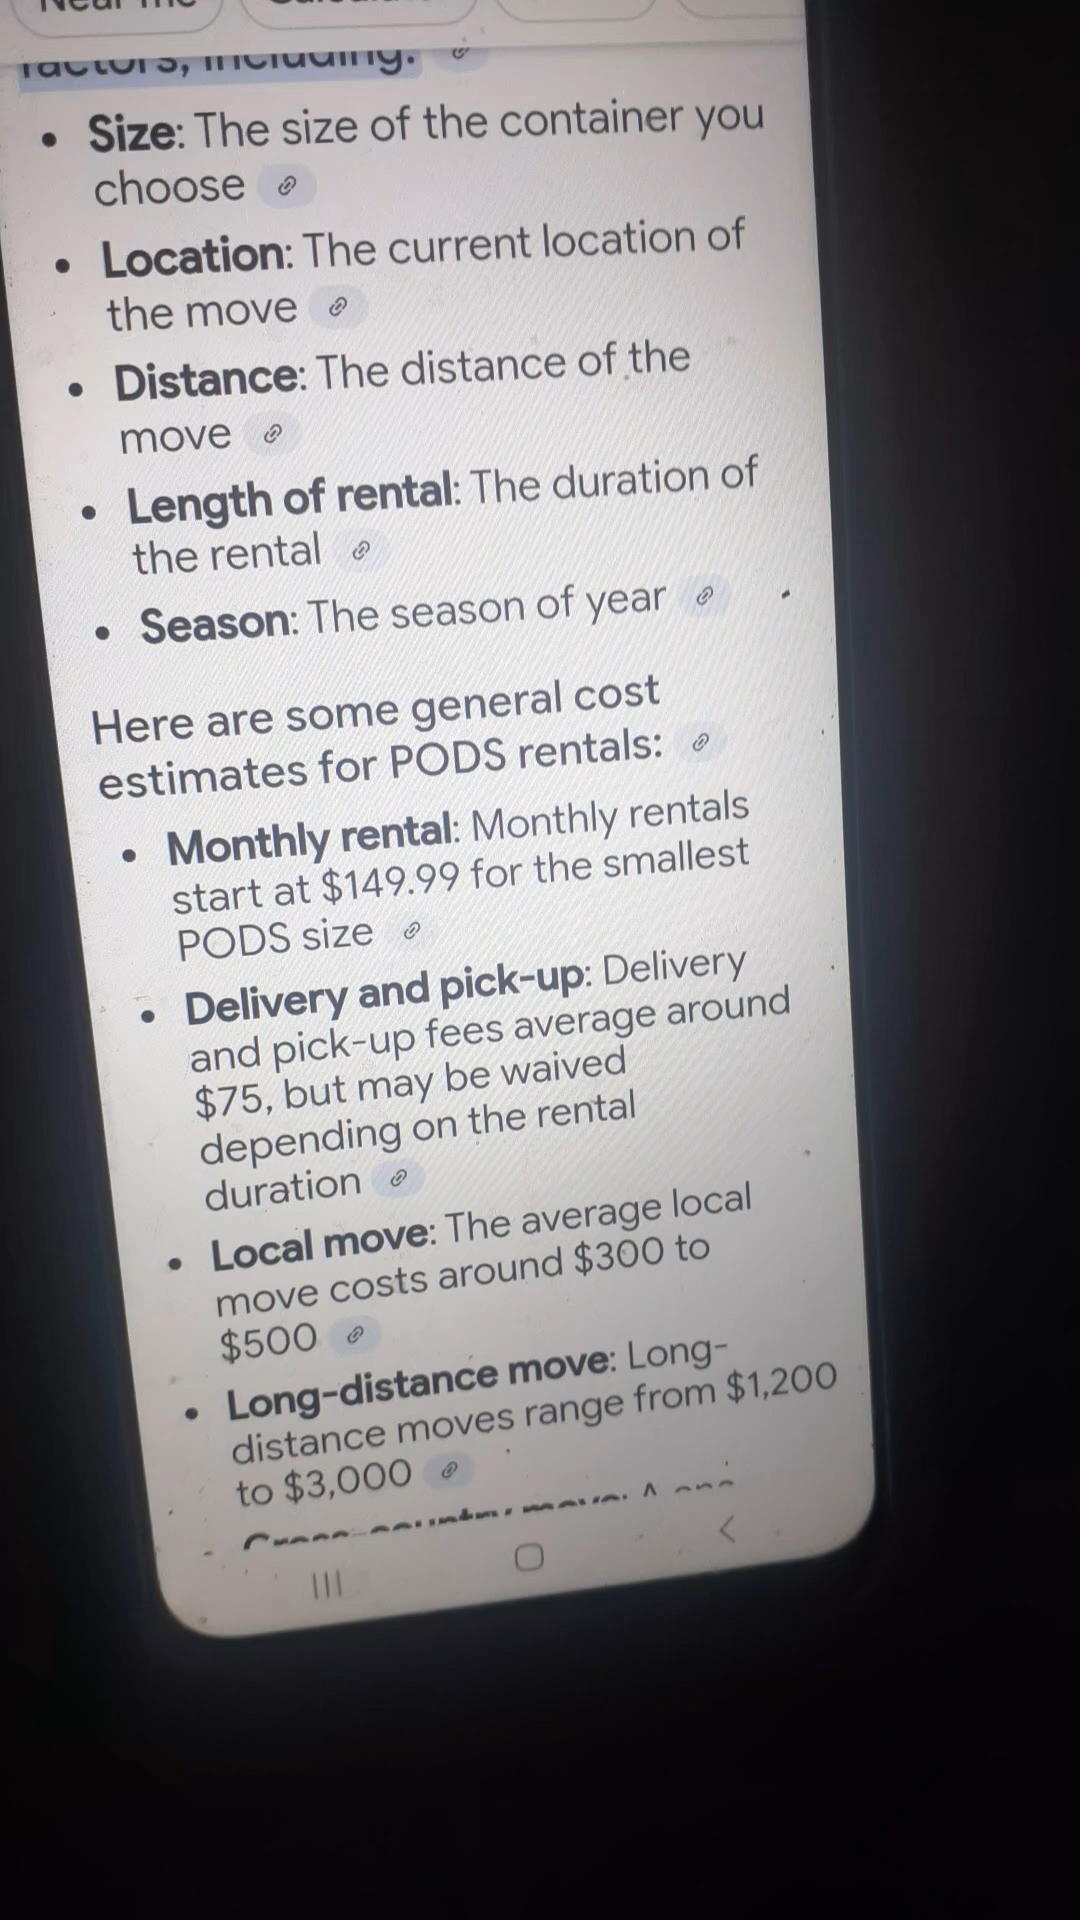 Near me
factors, including:
• Size: The size of the container you
choose
• Location: The current location of
the move
• Distance: The distance of the
move
• Length of rental: The duration of
the rental
• Season: The season of year
Here are some general cost
estimates for PODS rentals:
• Monthly rental: Monthly rentals
start at $149.99 for the smallest
PODS size
• Delivery and pick-up: Delivery
and pick-up fees average around
$75, but may be waived
depending on the rental
duration
• Local move: The average local
move costs around $300 to
$500
• Long-distance move: Long-
distance moves range from $1,200
to $3,000